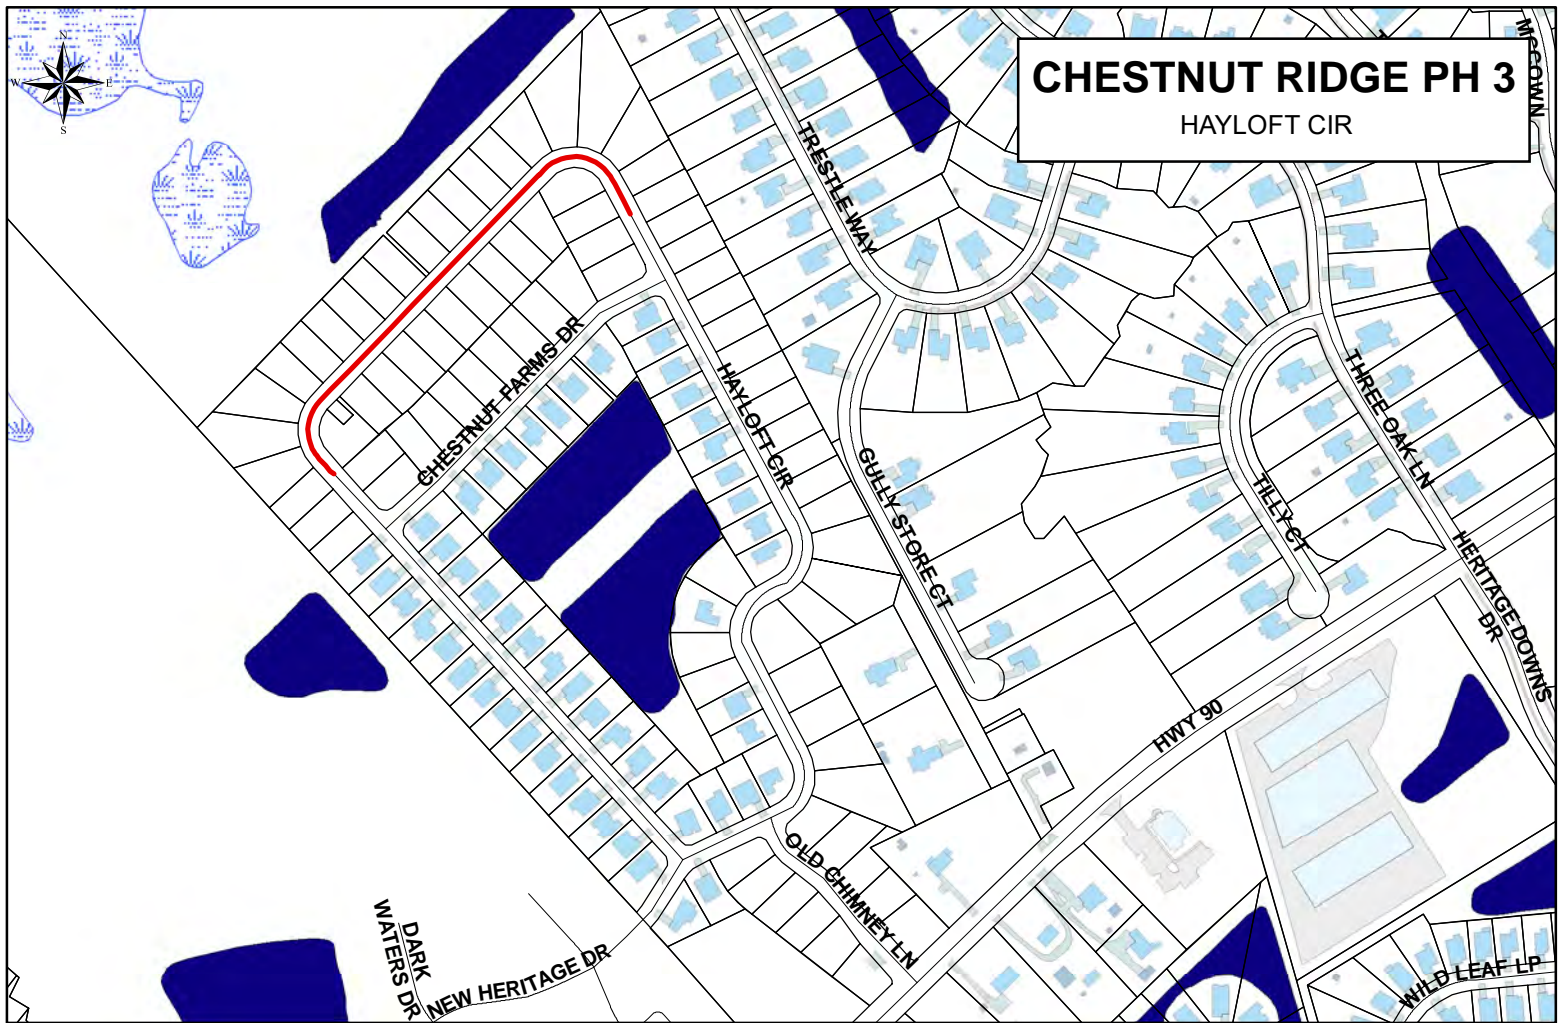 N
W
E
S
CHESTNUT RIDGE PH 3
HAYLOFT CIR
MCCOWN
TRESTLE WAY
CHESTNUT FARMS DR
HAYLOFT CIR
GULLY STORE CT
THREE OAK LN
TILLY CT
HERITAGE DOWNS
DR
HWY 90
OLD CHIMNEY LN
DARK
WATERS DR
NEW HERITAGE DR
WILD LEAF LP